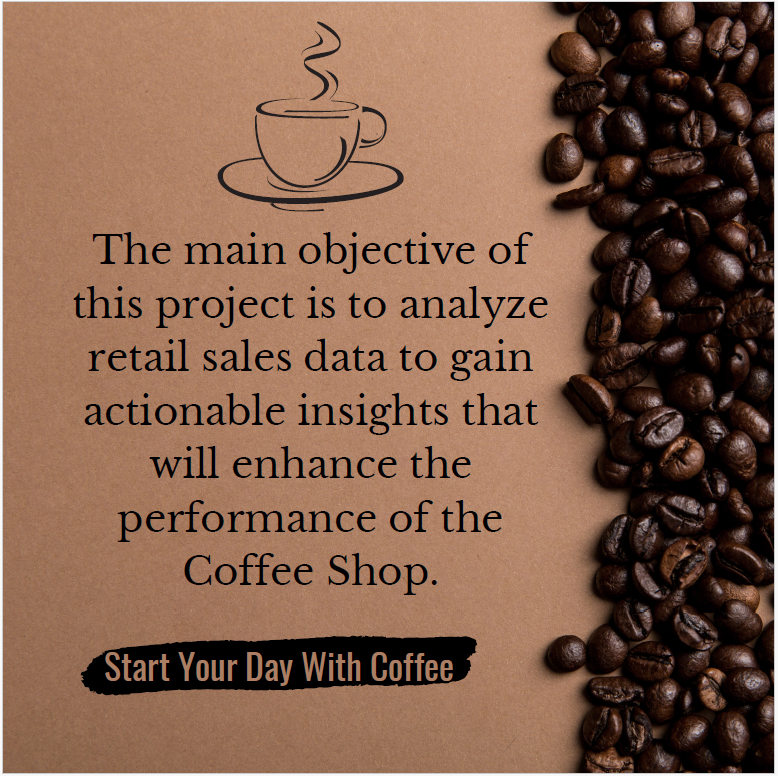 The main objective of
this project is to analyze
retail sales data to gain
actionable insights that
will enhance the
performance of the
Coffee Shop.
Start Your Day With Coffee